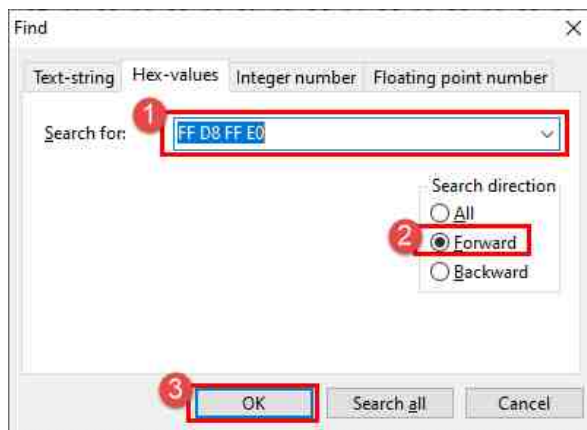 Find
Text-string Hex-values Integer number Floating point number
1
Search for: FF D8 FF E0
Search direction
All
2 Forward
Backward
3
OK Search all Cancel